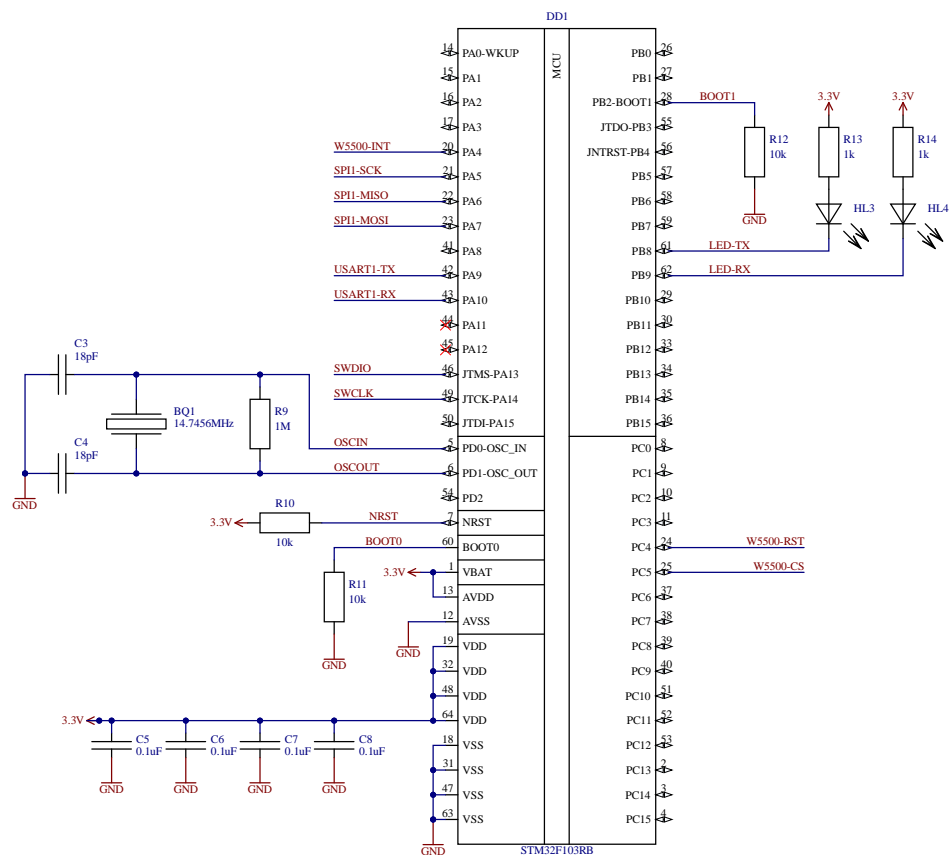 DD1
MCU
14 PA0-WKUP
15 PA1
16 PA2
17 PA3
W5500-INT 20 PA4
SPI1-SCK 21 PA5
SPI1-MISO 22 PA6
SPI1-MOSI 23 PA7
41 PA8
USART1-TX 42 PA9
USART1-RX 43 PA10
44 PA11
45 PA12
SWDIO 46 JTMS-PA13
SWCLK 49 JTCK-PA14
50 JTDI-PA15
OSCIN 5 PD0-OSC_IN
OSCOUT 6 PD1-OSC_OUT
54 PD2
NRST 7 NRST
BOOT0 60 BOOT0
1 VBAT
13 AVDD
12 AVSS
19 VDD
32 VDD
48 VDD
64 VDD
18 VSS
31 VSS
47 VSS
63 VSS
GND
C3
18pF
BQ1
14.7456MHz
R9
1M
C4
18pF
GND
R10
3.3V
10k
R11
10k
GND
3.3V
GND
3.3V
C5
0.1uF
C6
0.1uF
C7
0.1uF
C8
0.1uF
GND
GND
GND
GND
PB0 26
PB1 27
PB2-BOOT1 28 BOOT1
JTDO-PB3 55
JNTRST-PB4 56
PB5 57
PB6 58
PB7 59
PB8 61 LED-TX
PB9 62 LED-RX
PB10 29
PB11 30
PB12 33
PB13 34
PB14 35
PB15 36
PC0 8
PC1 9
PC2 10
PC3 11
PC4 24 W5500-RST
PC5 25 W5500-CS
PC6 37
PC7 38
PC8 39
PC9 40
PC10 51
PC11 52
PC12 53
PC13 2
PC14 3
PC15 4
R12
10k
GND
3.3V
R13
1k
HL3
3.3V
R14
1k
HL4
STM32F103RB